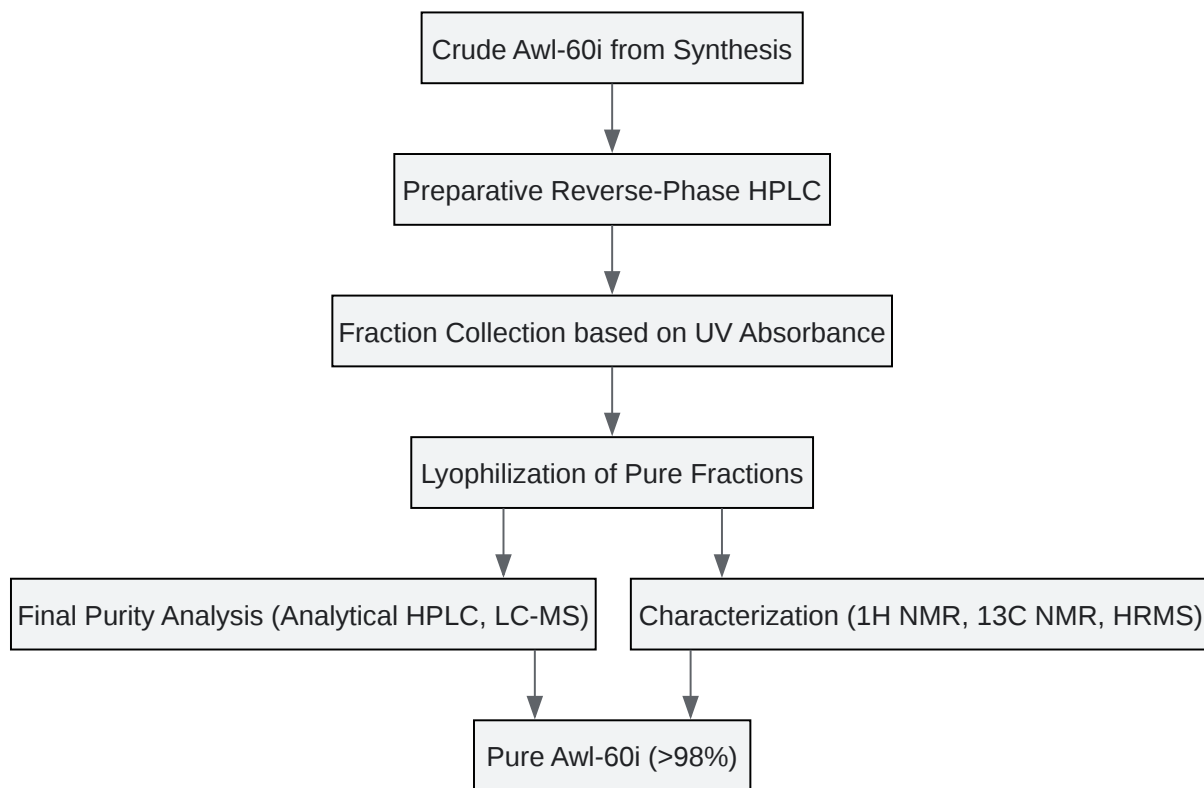 Crude Awl-60i from Synthesis
Preparative Reverse-Phase HPLC
Fraction Collection based on UV Absorbance
Lyophilization of Pure Fractions
Final Purity Analysis (Analytical HPLC, LC-MS)
Characterization (1H NMR, 13C NMR, HRMS)
Pure Awl-60i (>98%)